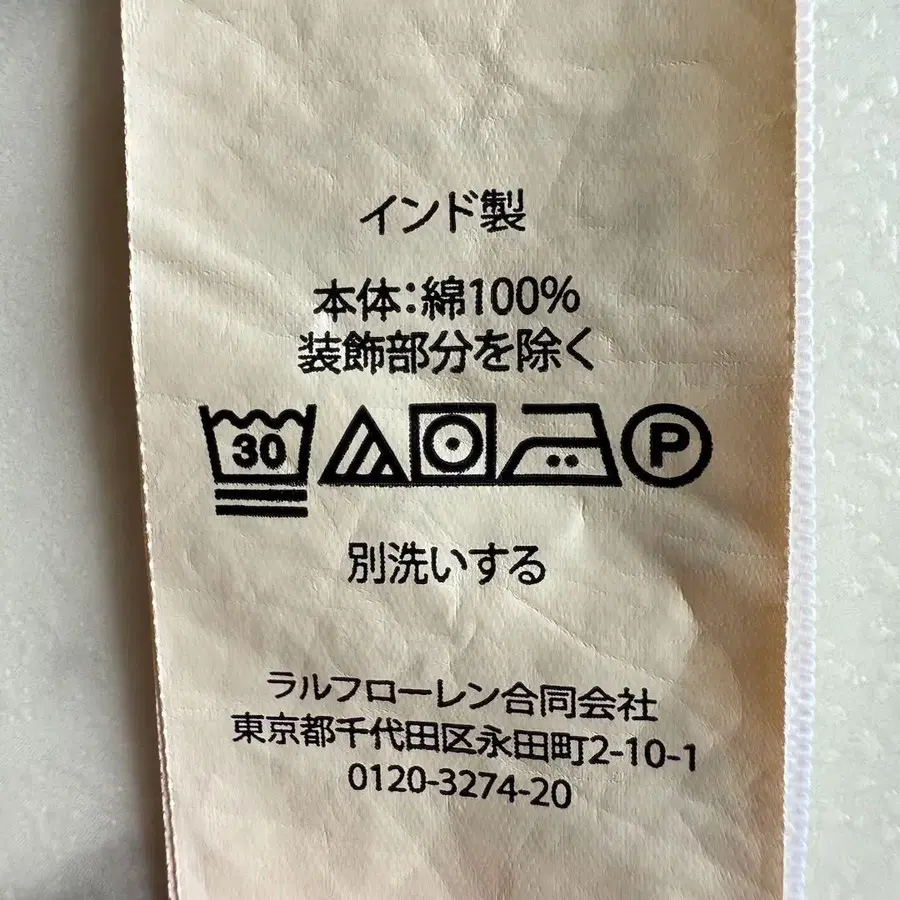 インド製
本体：綿100%
装飾部分を除く
30 P
別洗いする
ラルフローレン合同会社
東京都千代田区永田町2-10-1
0120-3274-20